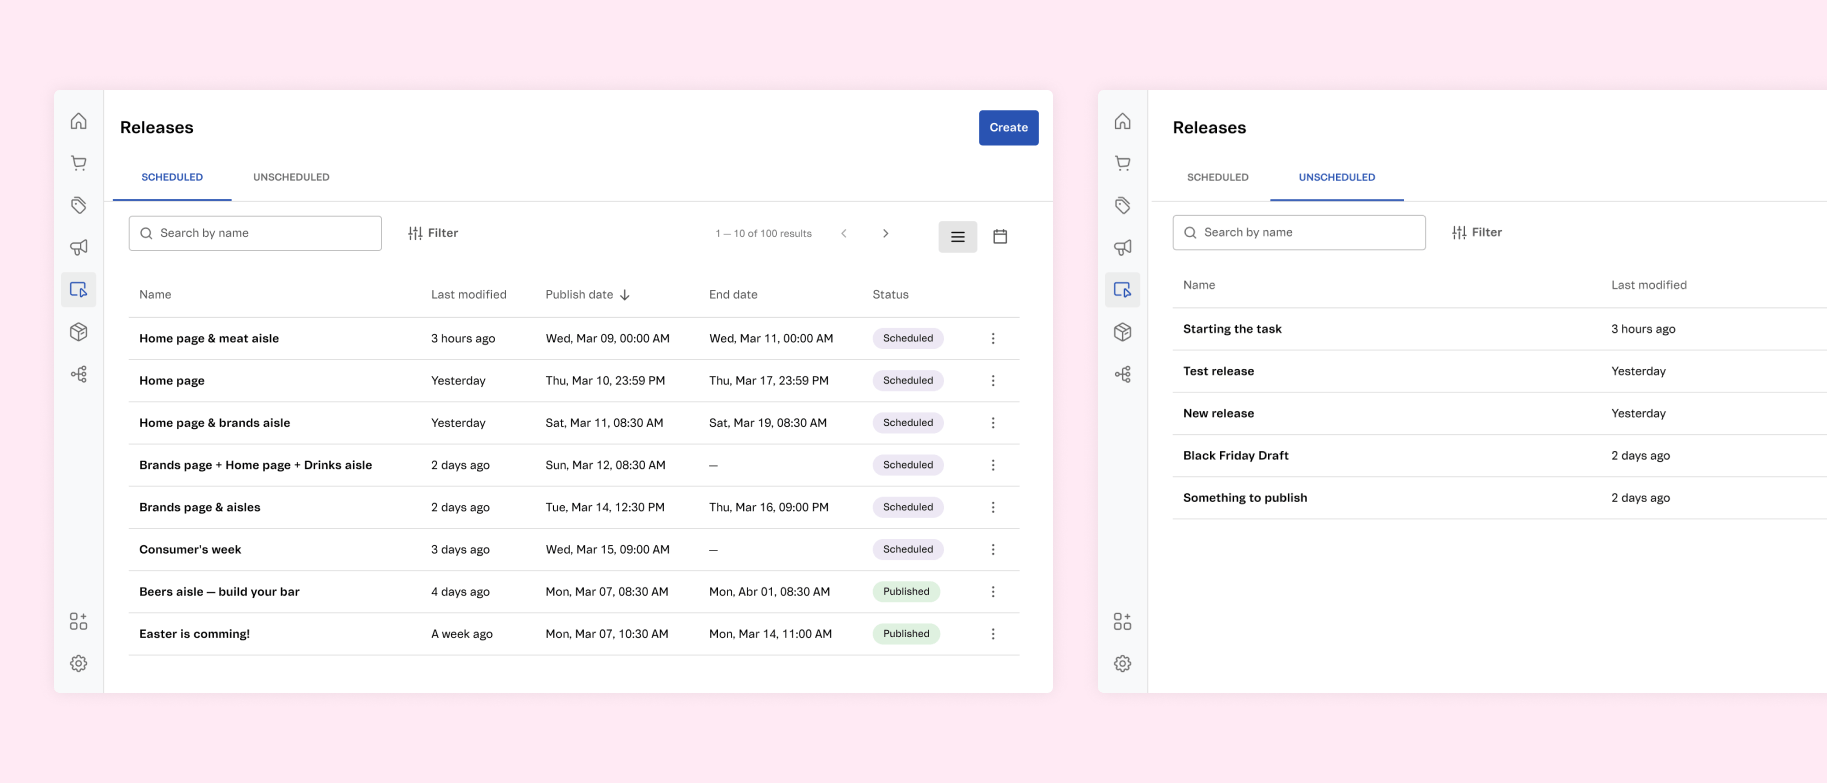 Releases
Create
SCHEDULED UNSCHEDULED
Search by name Filter 1 – 10 of 100 results
Name Last modified Publish date End date Status
Home page & meat aisle 3 hours ago Wed, Mar 09, 00:00 AM Wed, Mar 11, 00:00 AM Scheduled
Home page Yesterday Thu, Mar 10, 23:59 PM Thu, Mar 17, 23:59 PM Scheduled
Home page & brands aisle Yesterday Sat, Mar 11, 08:30 AM Sat, Mar 19, 08:30 AM Scheduled
Brands page + Home page + Drinks aisle 2 days ago Sun, Mar 12, 08:30 AM – Scheduled
Brands page & aisles 2 days ago Tue, Mar 14, 12:30 PM Thu, Mar 16, 09:00 PM Scheduled
Consumer's week 3 days ago Wed, Mar 15, 09:00 AM – Scheduled
Beers aisle – build your bar 4 days ago Mon, Mar 07, 08:30 AM Mon, Abr 01, 08:30 AM Published
Easter is comming! A week ago Mon, Mar 07, 10:30 AM Mon, Mar 14, 11:00 AM Published
Releases
SCHEDULED UNSCHEDULED
Search by name Filter
Name Last modified
Starting the task 3 hours ago
Test release Yesterday
New release Yesterday
Black Friday Draft 2 days ago
Something to publish 2 days ago